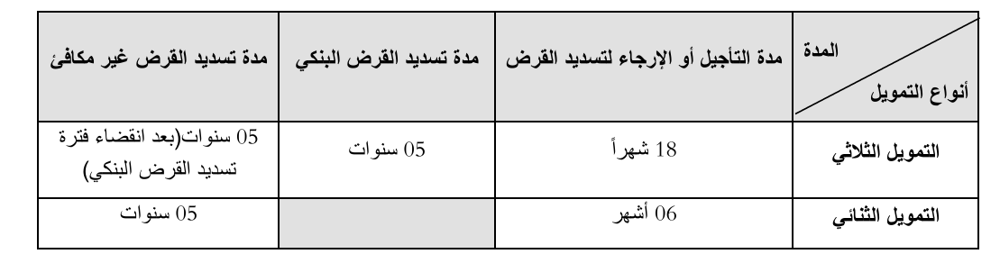 المدة
أنواع التمويل
مدة التأجيل أو الإرجاء لتسديد القرض
مدة تسديد القرض البنكي
مدة تسديد القرض غير مكافئ
التمويل الثلاثي
18 شهراً
05 سنوات
05 سنوات(بعد انقضاء فترة
تسديد القرض البنكي)
التمويل الثنائي
06 أشهر
05 سنوات